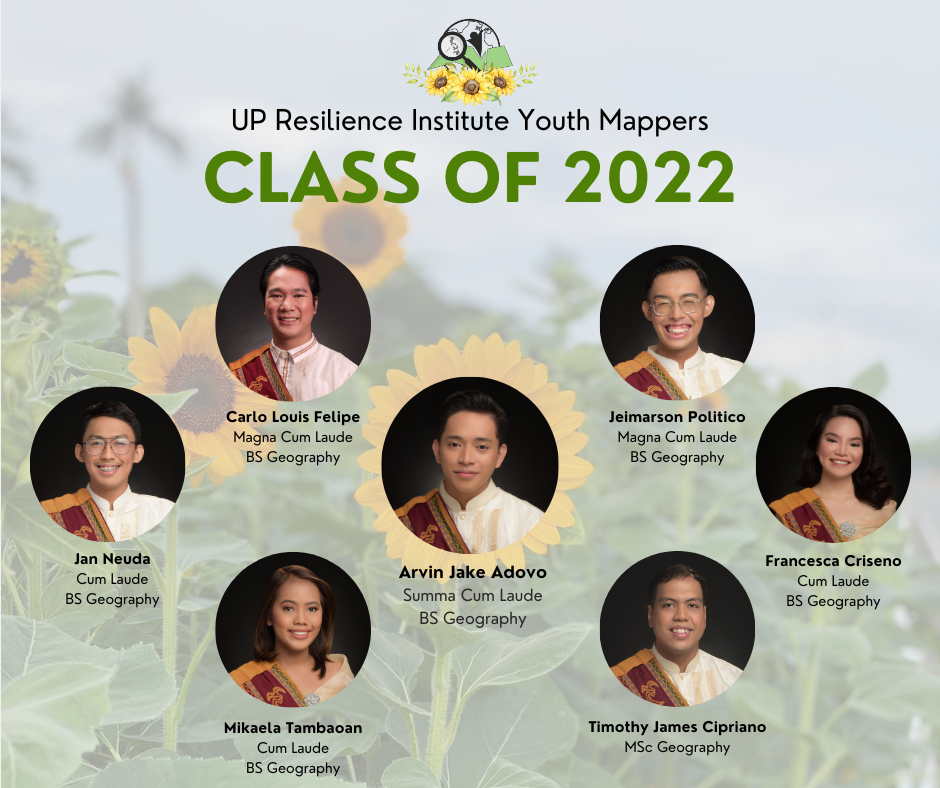 UP Resilience Institute Youth Mappers
CLASS OF 2022
Carlo Louis Felipe
Magna Cum Laude
BS Geography
Jeimarson Politico
Magna Cum Laude
BS Geography
Jan Neuda
Cum Laude
BS Geography
Arvin Jake Adovo
Summa Cum Laude
BS Geography
Francesca Criseno
Cum Laude
BS Geography
Mikaela Tambaoan
Cum Laude
BS Geography
Timothy James Cipriano
MSc Geography